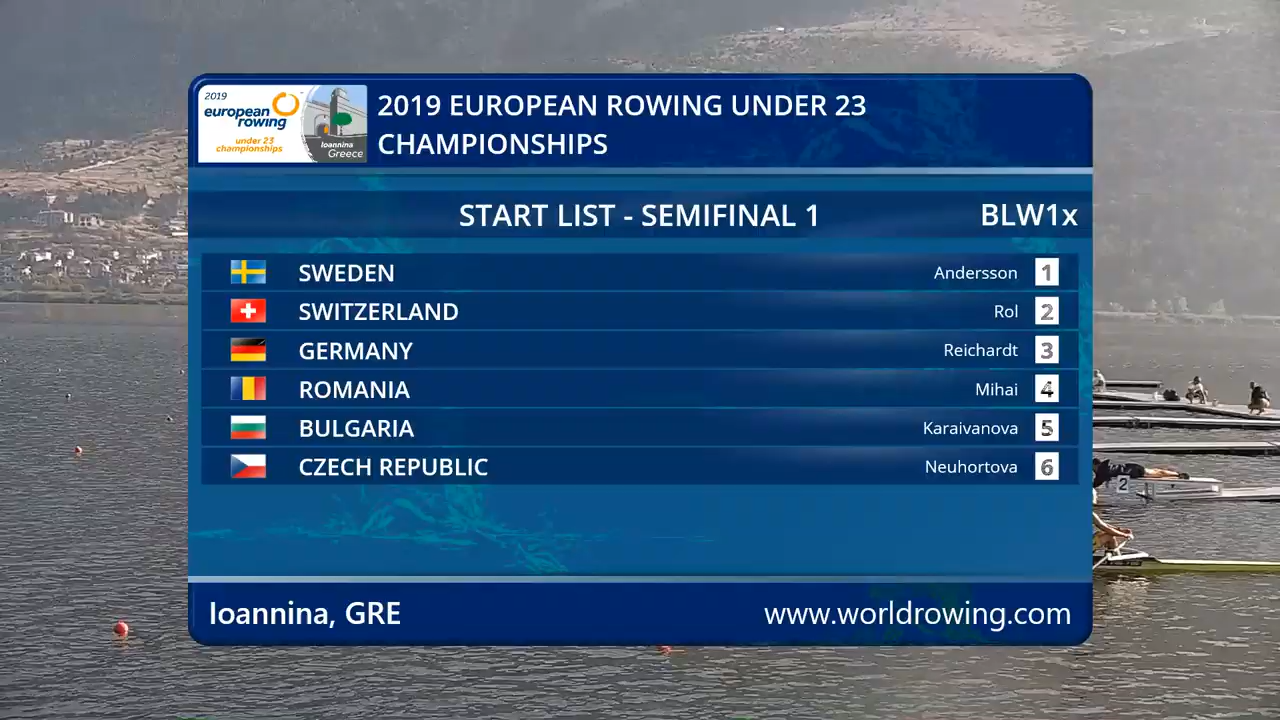 2019
european
rowing
under 23
championships
Ioannina
Greece
2019 EUROPEAN ROWING UNDER 23
CHAMPIONSHIPS
START LIST - SEMIFINAL 1 BLW1x
SWEDEN Andersson 1
SWITZERLAND Rol 2
GERMANY Reichardt 3
ROMANIA Mihai 4
BULGARIA Karaivanova 5
CZECH REPUBLIC Neuhortova 6
2
Ioannina, GRE www.worldrowing.com